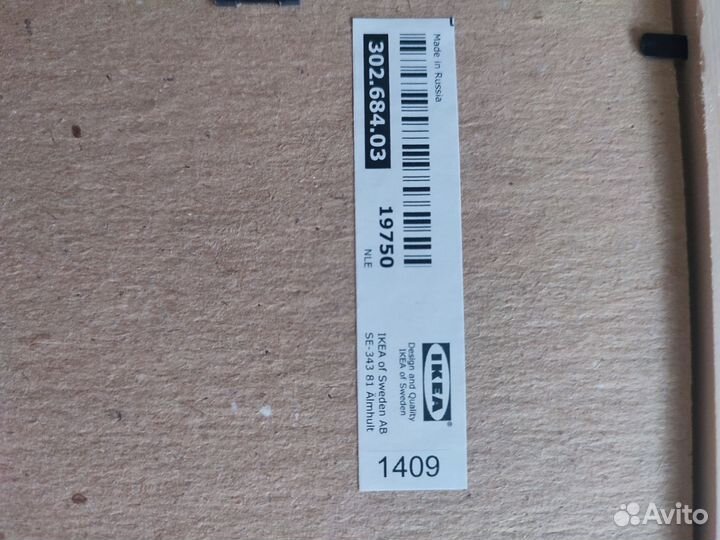 Made in Russia
302.684.03
19750
NLE
IKEA®
Design and Quality
IKEA of Sweden
IKEA of Sweden AB
SE-343 81 Älmhult
1409
Avito